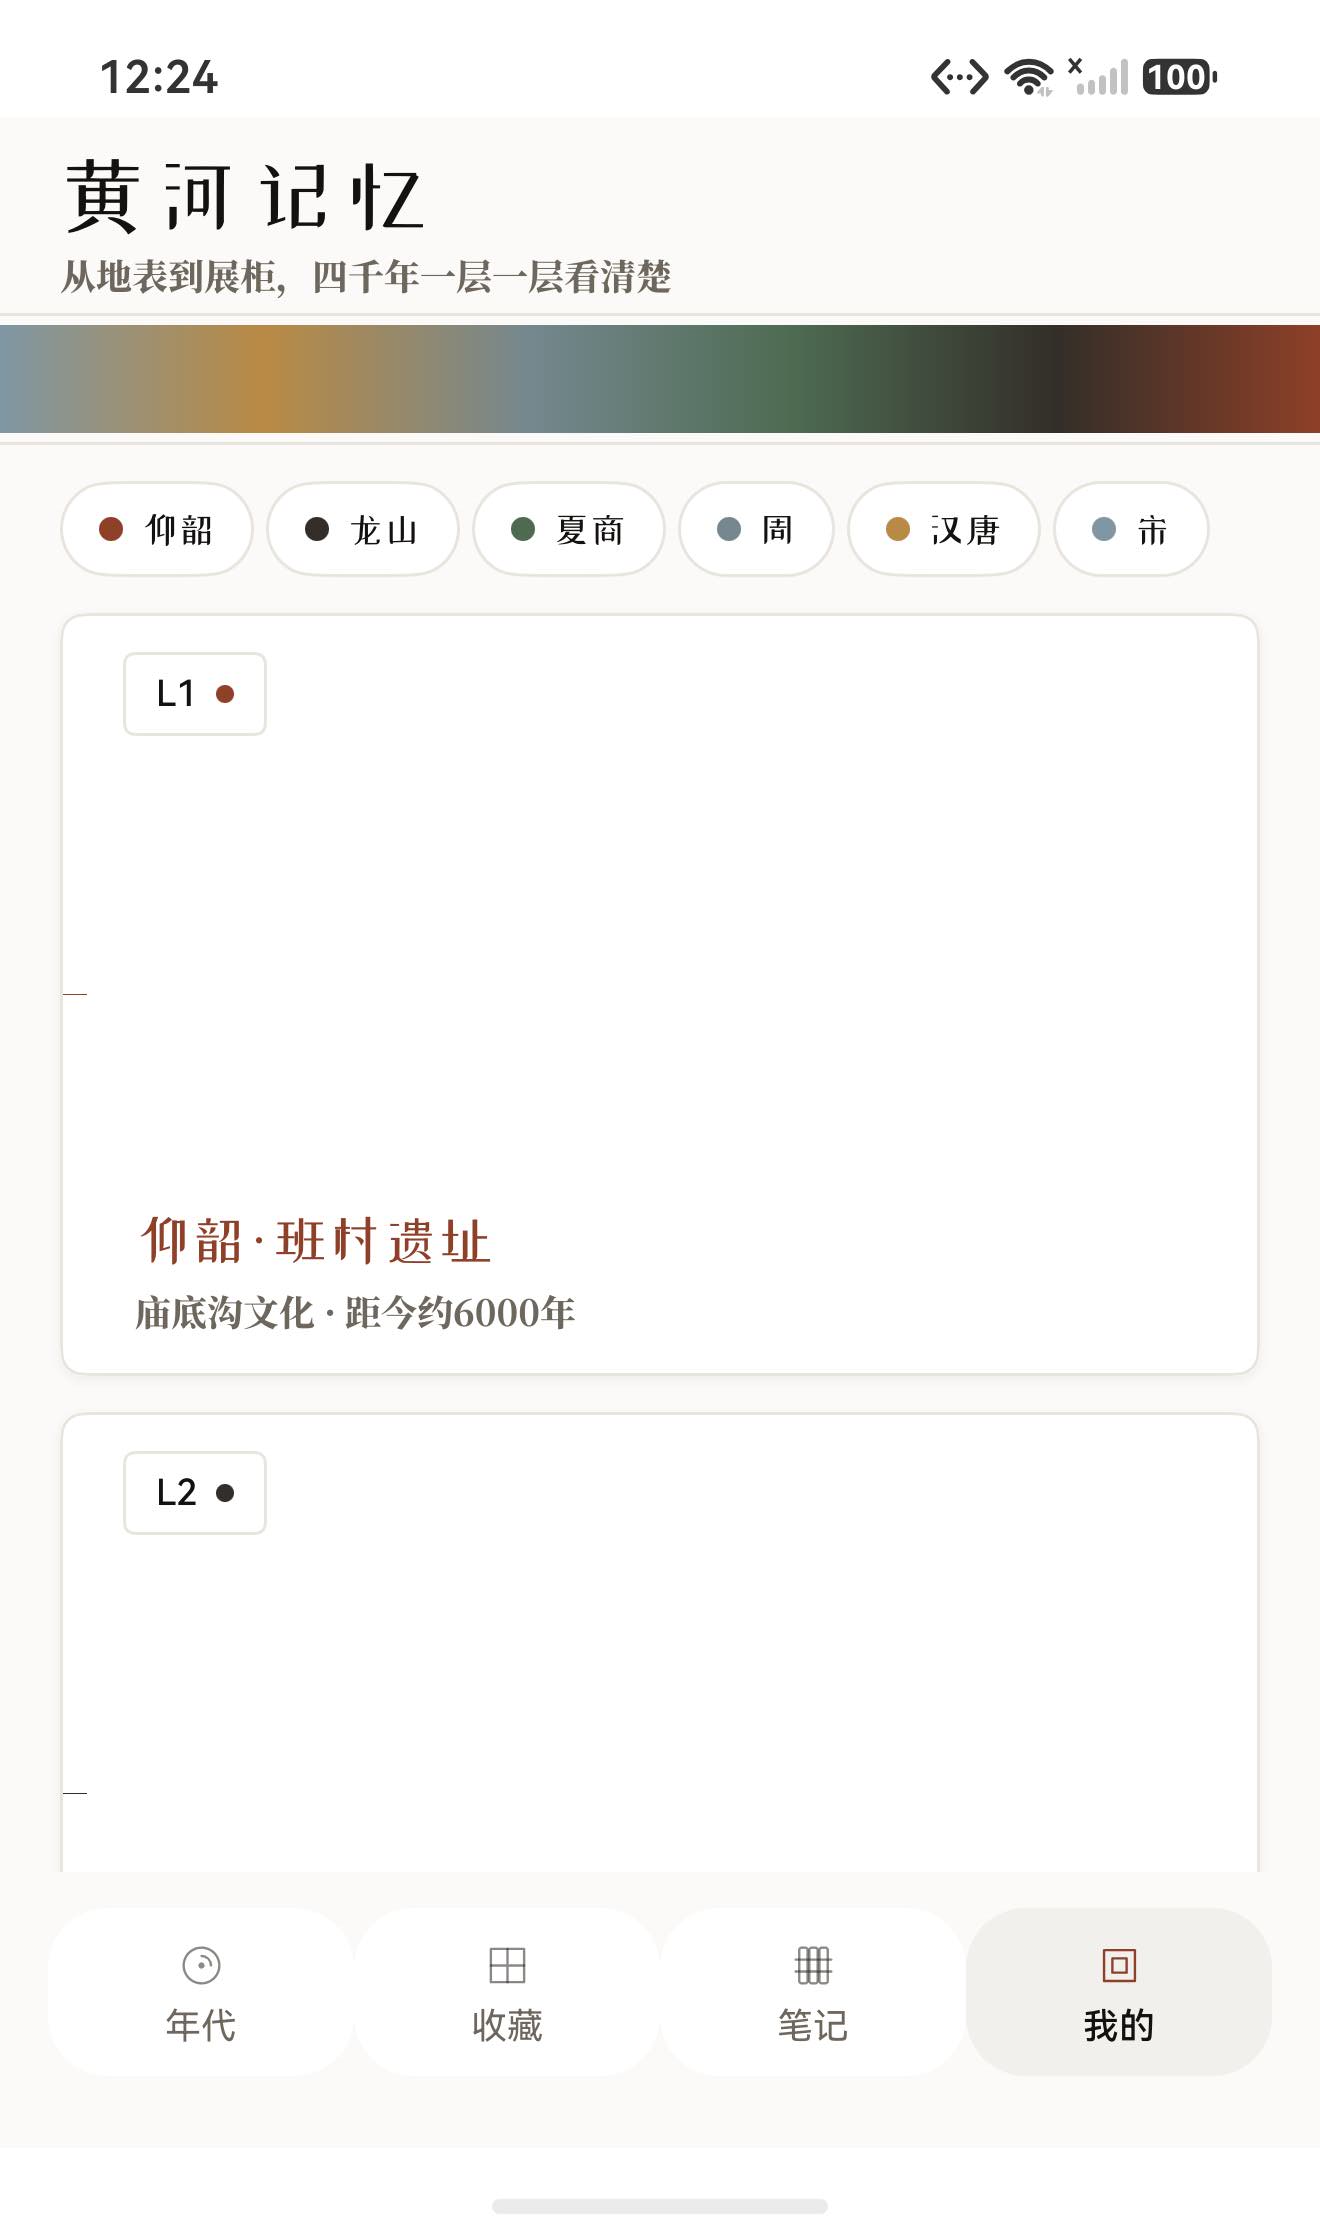 12:24
100
黄河记忆
从地表到展柜，四千年一层一层看清楚
仰韶
龙山
夏商
周
汉唐
L1
仰韶·班村遗址
庙底沟文化 · 距今约6000年
L2
年代
收藏
笔记
我的